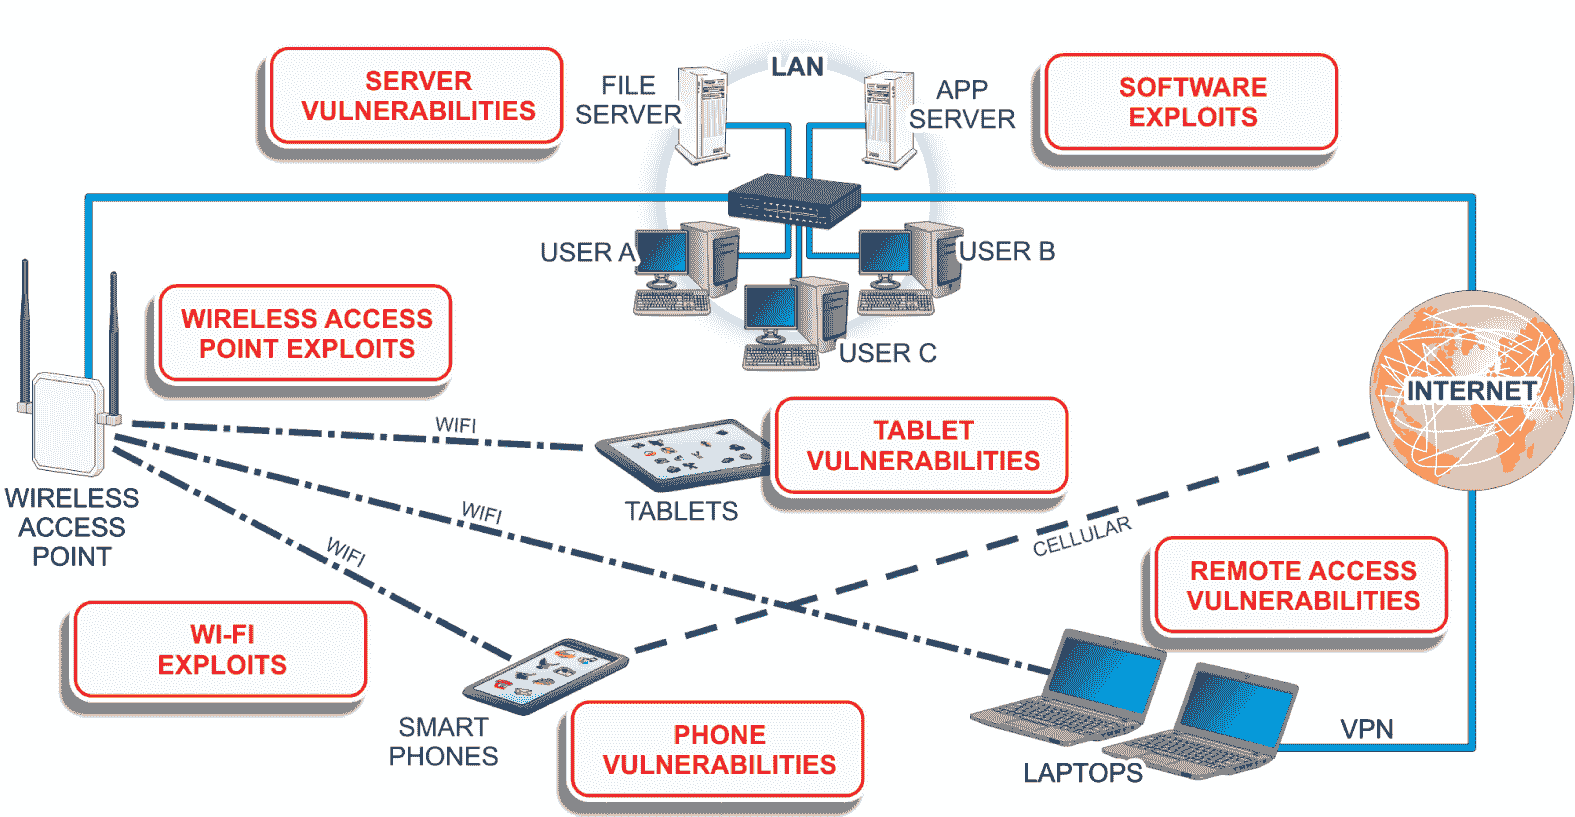 LAN
SERVER
VULNERABILITIES
FILE
SERVER
APP
SERVER
SOFTWARE
EXPLOITS
USER A
USER B
USER C
WIRELESS ACCESS
POINT EXPLOITS
INTERNET
WIFI
TABLET
VULNERABILITIES
TABLETS
WIRELESS
ACCESS
POINT
WIFI
WIFI
CELLULAR
REMOTE ACCESS
VULNERABILITIES
WI-FI
EXPLOITS
SMART
PHONES
PHONE
VULNERABILITIES
VPN
LAPTOPS